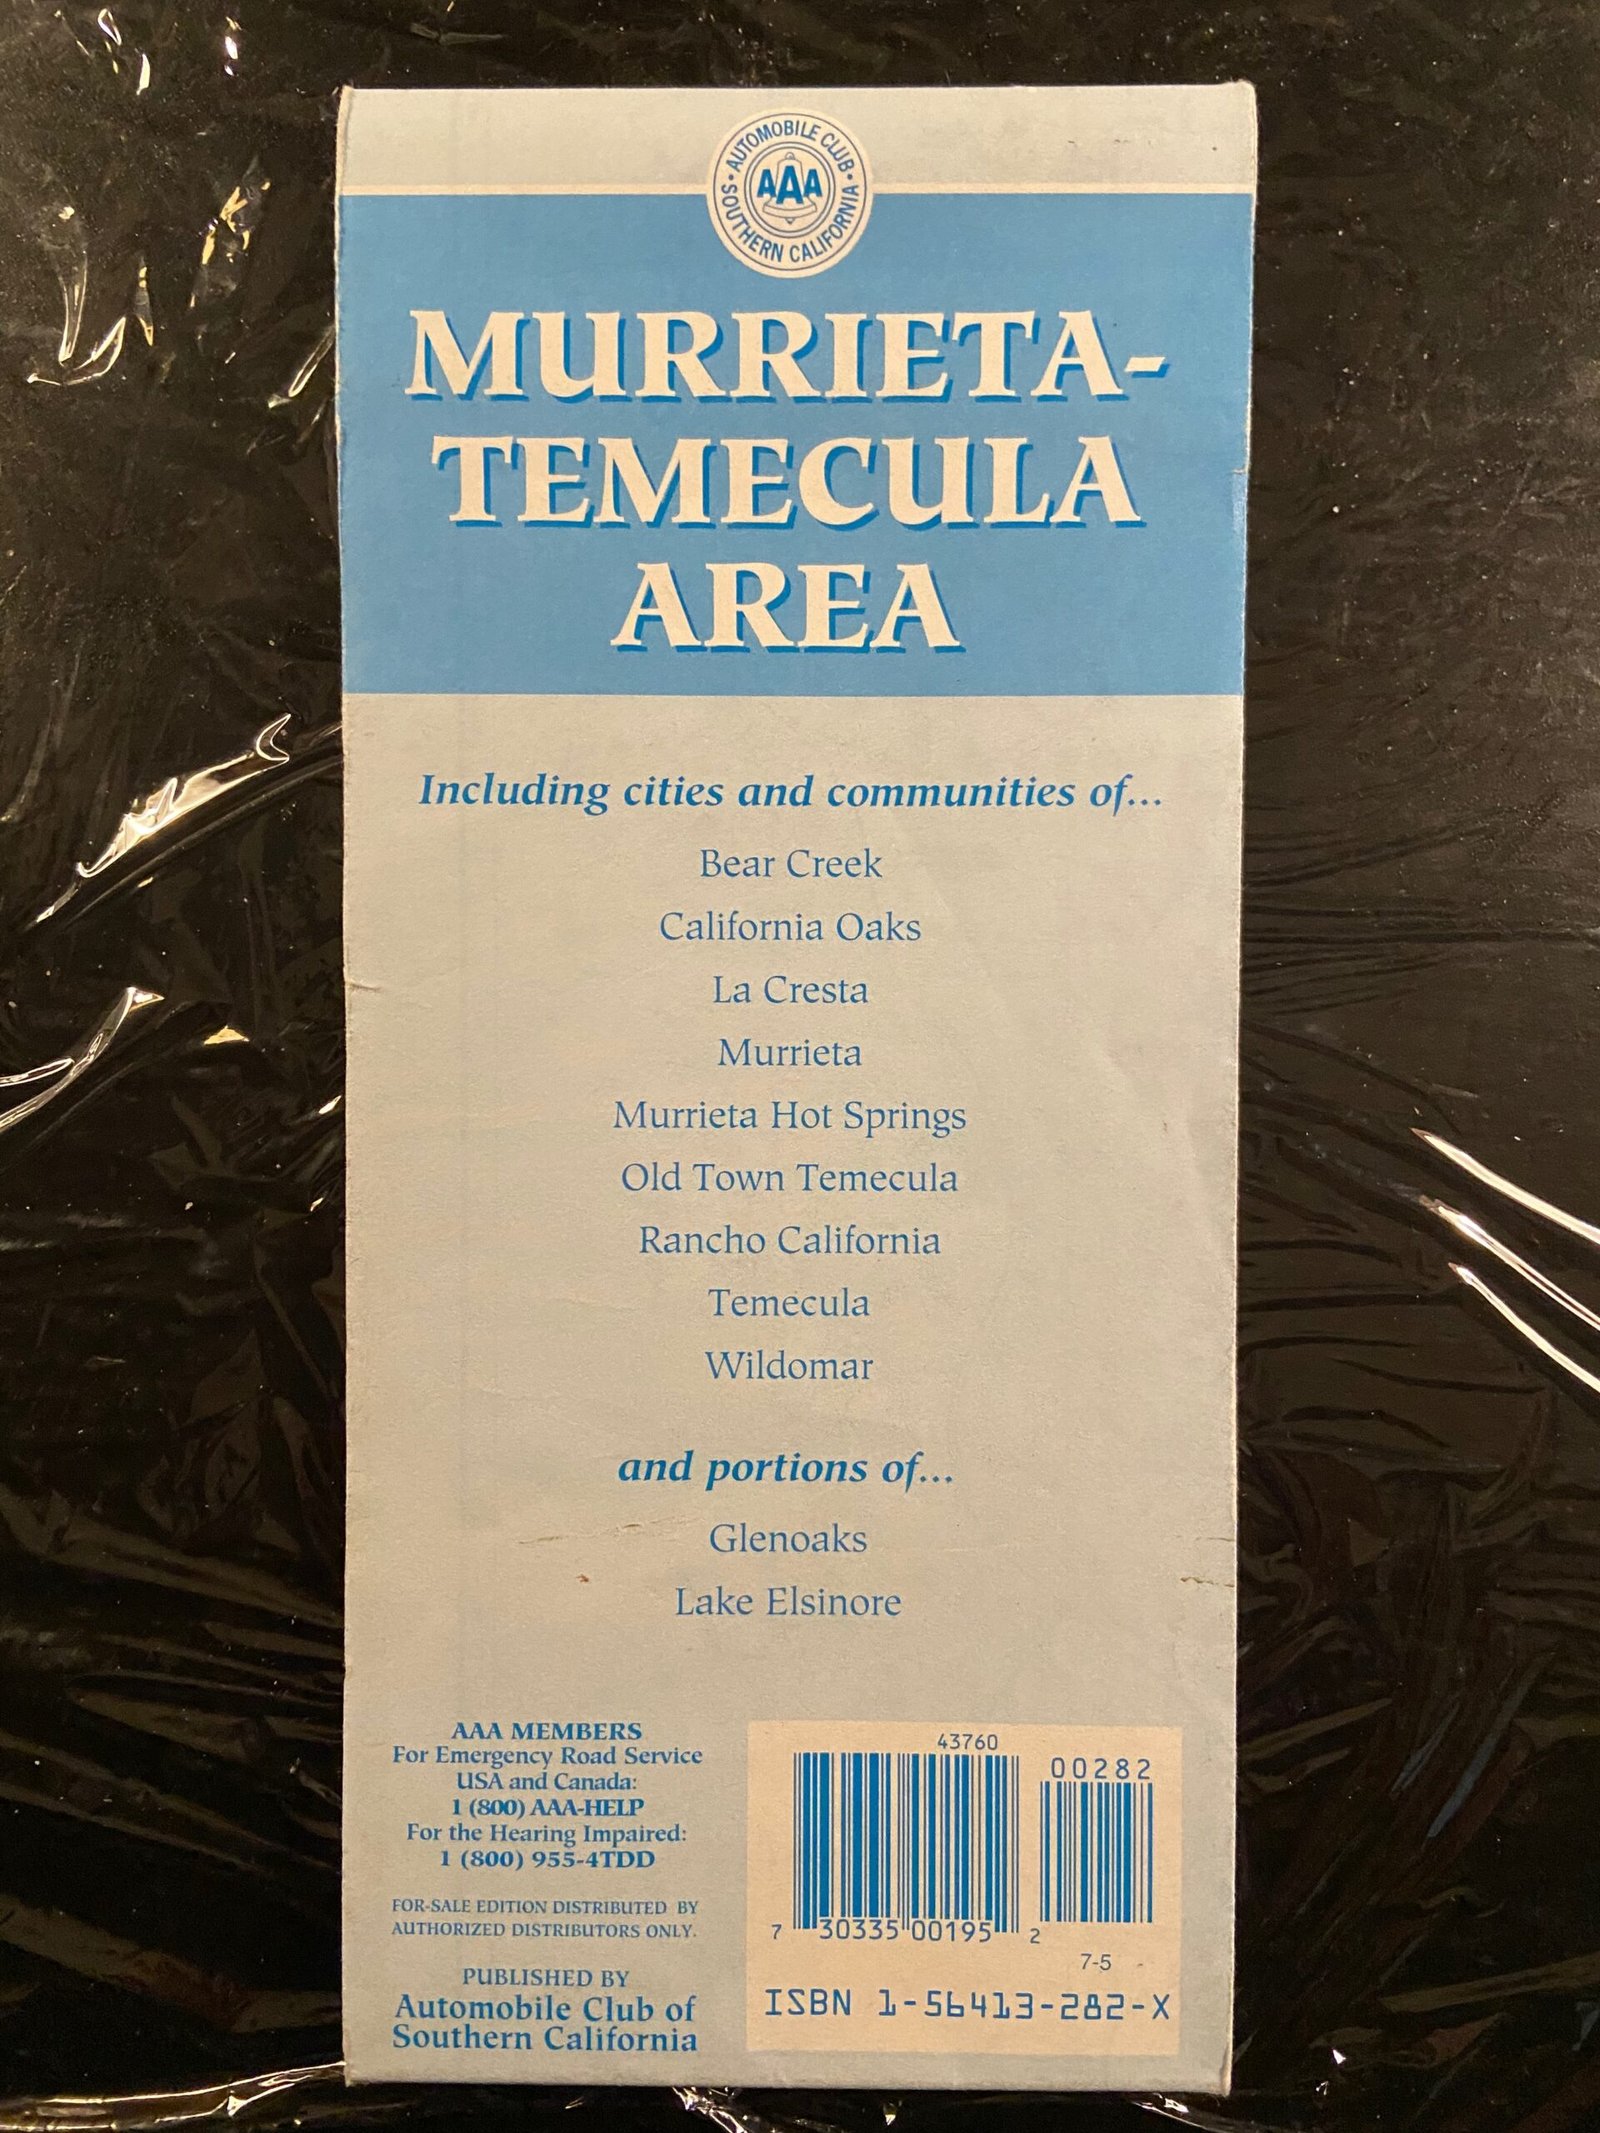 AUTOMOBILE CLUB
AAA
SOUTHERN CALIFORNIA
MURRIETA-
TEMECULA
AREA
Including cities and communities of...
Bear Creek
California Oaks
La Cresta
Murrieta
Murrieta Hot Springs
Old Town Temecula
Rancho California
Temecula
Wildomar
and portions of...
Glenoaks
Lake Elsinore
AAA MEMBERS
For Emergency Road Service
USA and Canada:
1 (800) AAA-HELP
For the Hearing Impaired:
1 (800) 955-4TDD
FOR-SALE EDITION DISTRIBUTED BY
AUTHORIZED DISTRIBUTORS ONLY.
PUBLISHED BY
Automobile Club of
Southern California
43760
00282
7 30335 00195 2
7-5
ISBN 1-56413-282-X